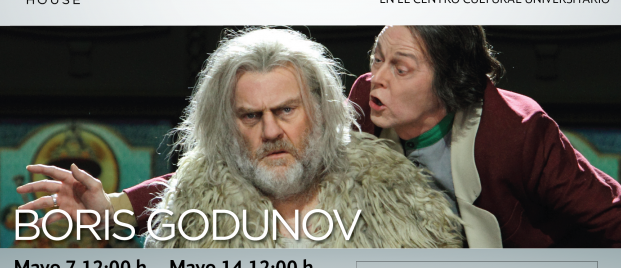 HOUSE
EN EL CENTRO CULTURAL UNIVERSITARIO
BORIS GODUNOV
Mayo 7 12:00 h Mayo 14 12:00 h